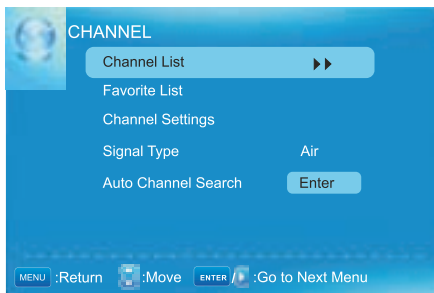 CHANNEL
Channel List
Favorite List
Channel Settings
Signal Type Air
Auto Channel Search Enter
MENU :Return :Move ENTER / :Go to Next Menu